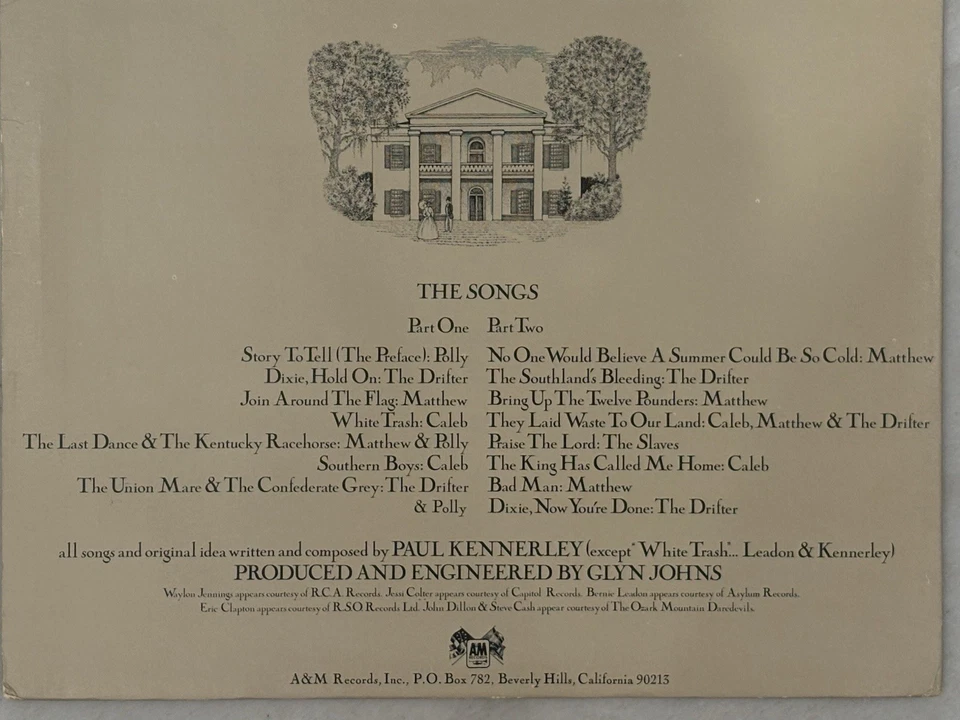 THE SONGS
Part One
Story To Tell (The Preface): Polly
Dixie, Hold On: The Drifter
Join Around The Flag: Matthew
White Trash: Caleb
The Last Dance & The Kentucky Racehorse: Matthew & Polly
Southern Boys: Caleb
The Union Mare & The Confederate Grey: The Drifter
& Polly
Part Two
No One Would Believe A Summer Could Be So Cold: Matthew
The Southland's Bleeding: The Drifter
Bring Up The Twelve Pounders: Matthew
They Laid Waste To Our Land: Caleb, Matthew & The Drifter
Praise The Lord: The Slaves
The King Has Called Me Home: Caleb
Bad Man: Matthew
Dixie, Now You're Done: The Drifter
all songs and original idea written and composed by PAUL KENNERLEY (except "White Trash"... Leadon & Kennerley)
PRODUCED AND ENGINEERED BY GLYN JOHNS
Waylon Jennings appears courtesy of R.C.A. Records. Jessi Colter appears courtesy of Capitol Records. Bernie Leadon appears courtesy of Asylum Records.
Eric Clapton appears courtesy of R.S.O. Records Ltd. John Dillon & Steve Cash appear courtesy of The Ozark Mountain Daredevils.
A&M
A&M Records, Inc., P.O. Box 782, Beverly Hills, California 90213